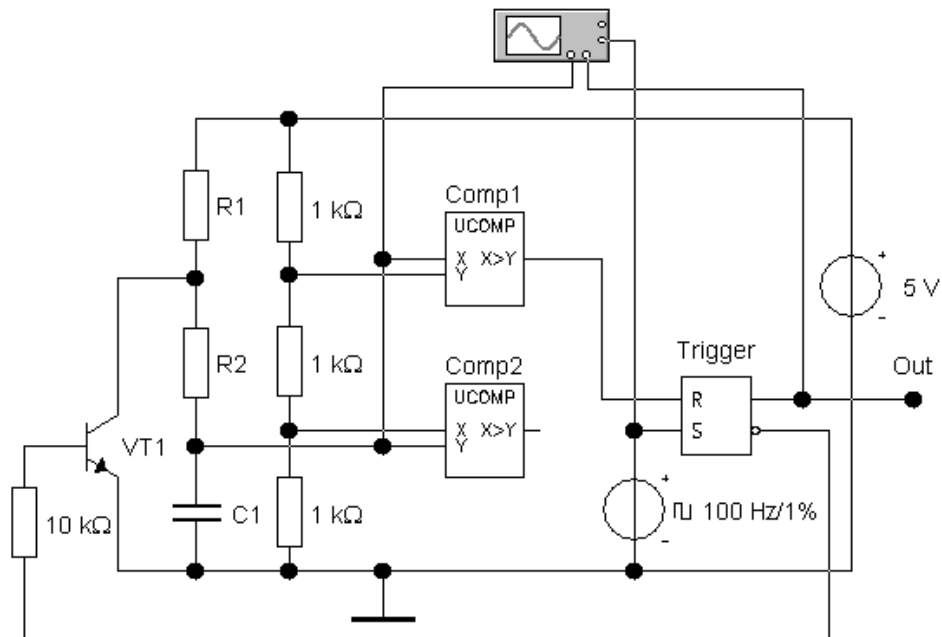 R1
1 kΩ
Comp1
UCOMP
X X>Y
Y
5 V
R2
1 kΩ
Comp2
UCOMP
X X>Y
Y
Trigger
R
S
Out
VT1
10 kΩ
C1
1 kΩ
100 Hz/1%
+
-
+
-